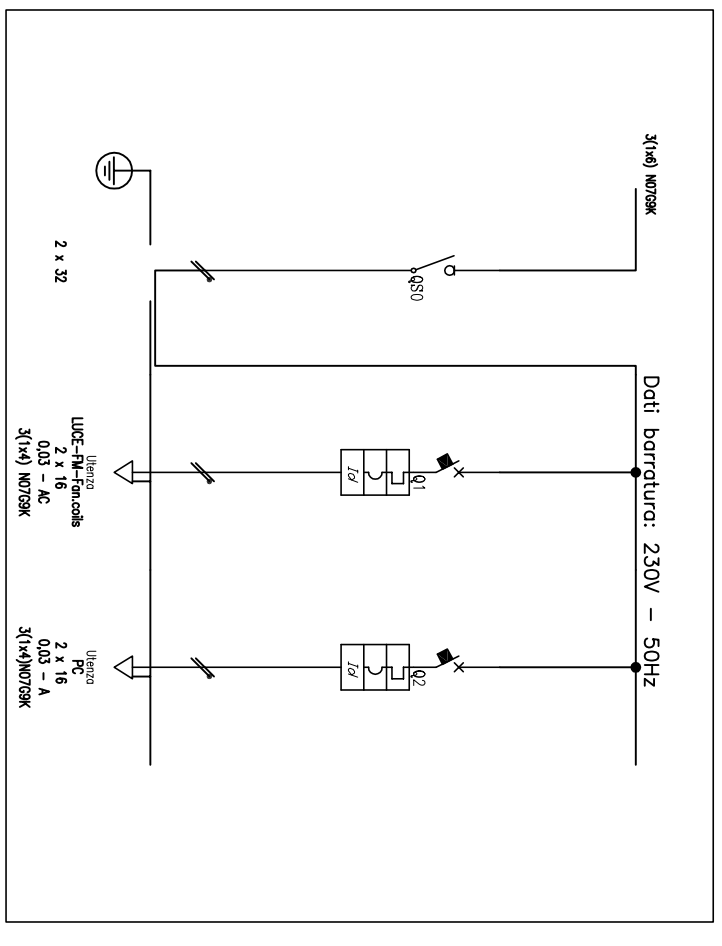 3(1x6) N07G9K
Dati barratura: 230V – 50Hz
QS0
Q1
Id
Q2
Id
2 x 32
Utenza
LUCE-FM-Fan.coils
2 x 16
0,03 - AC
3(1x4) N07G9K
Utenza
PC
2 x 16
0,03 - A
3(1x4)N07G9K